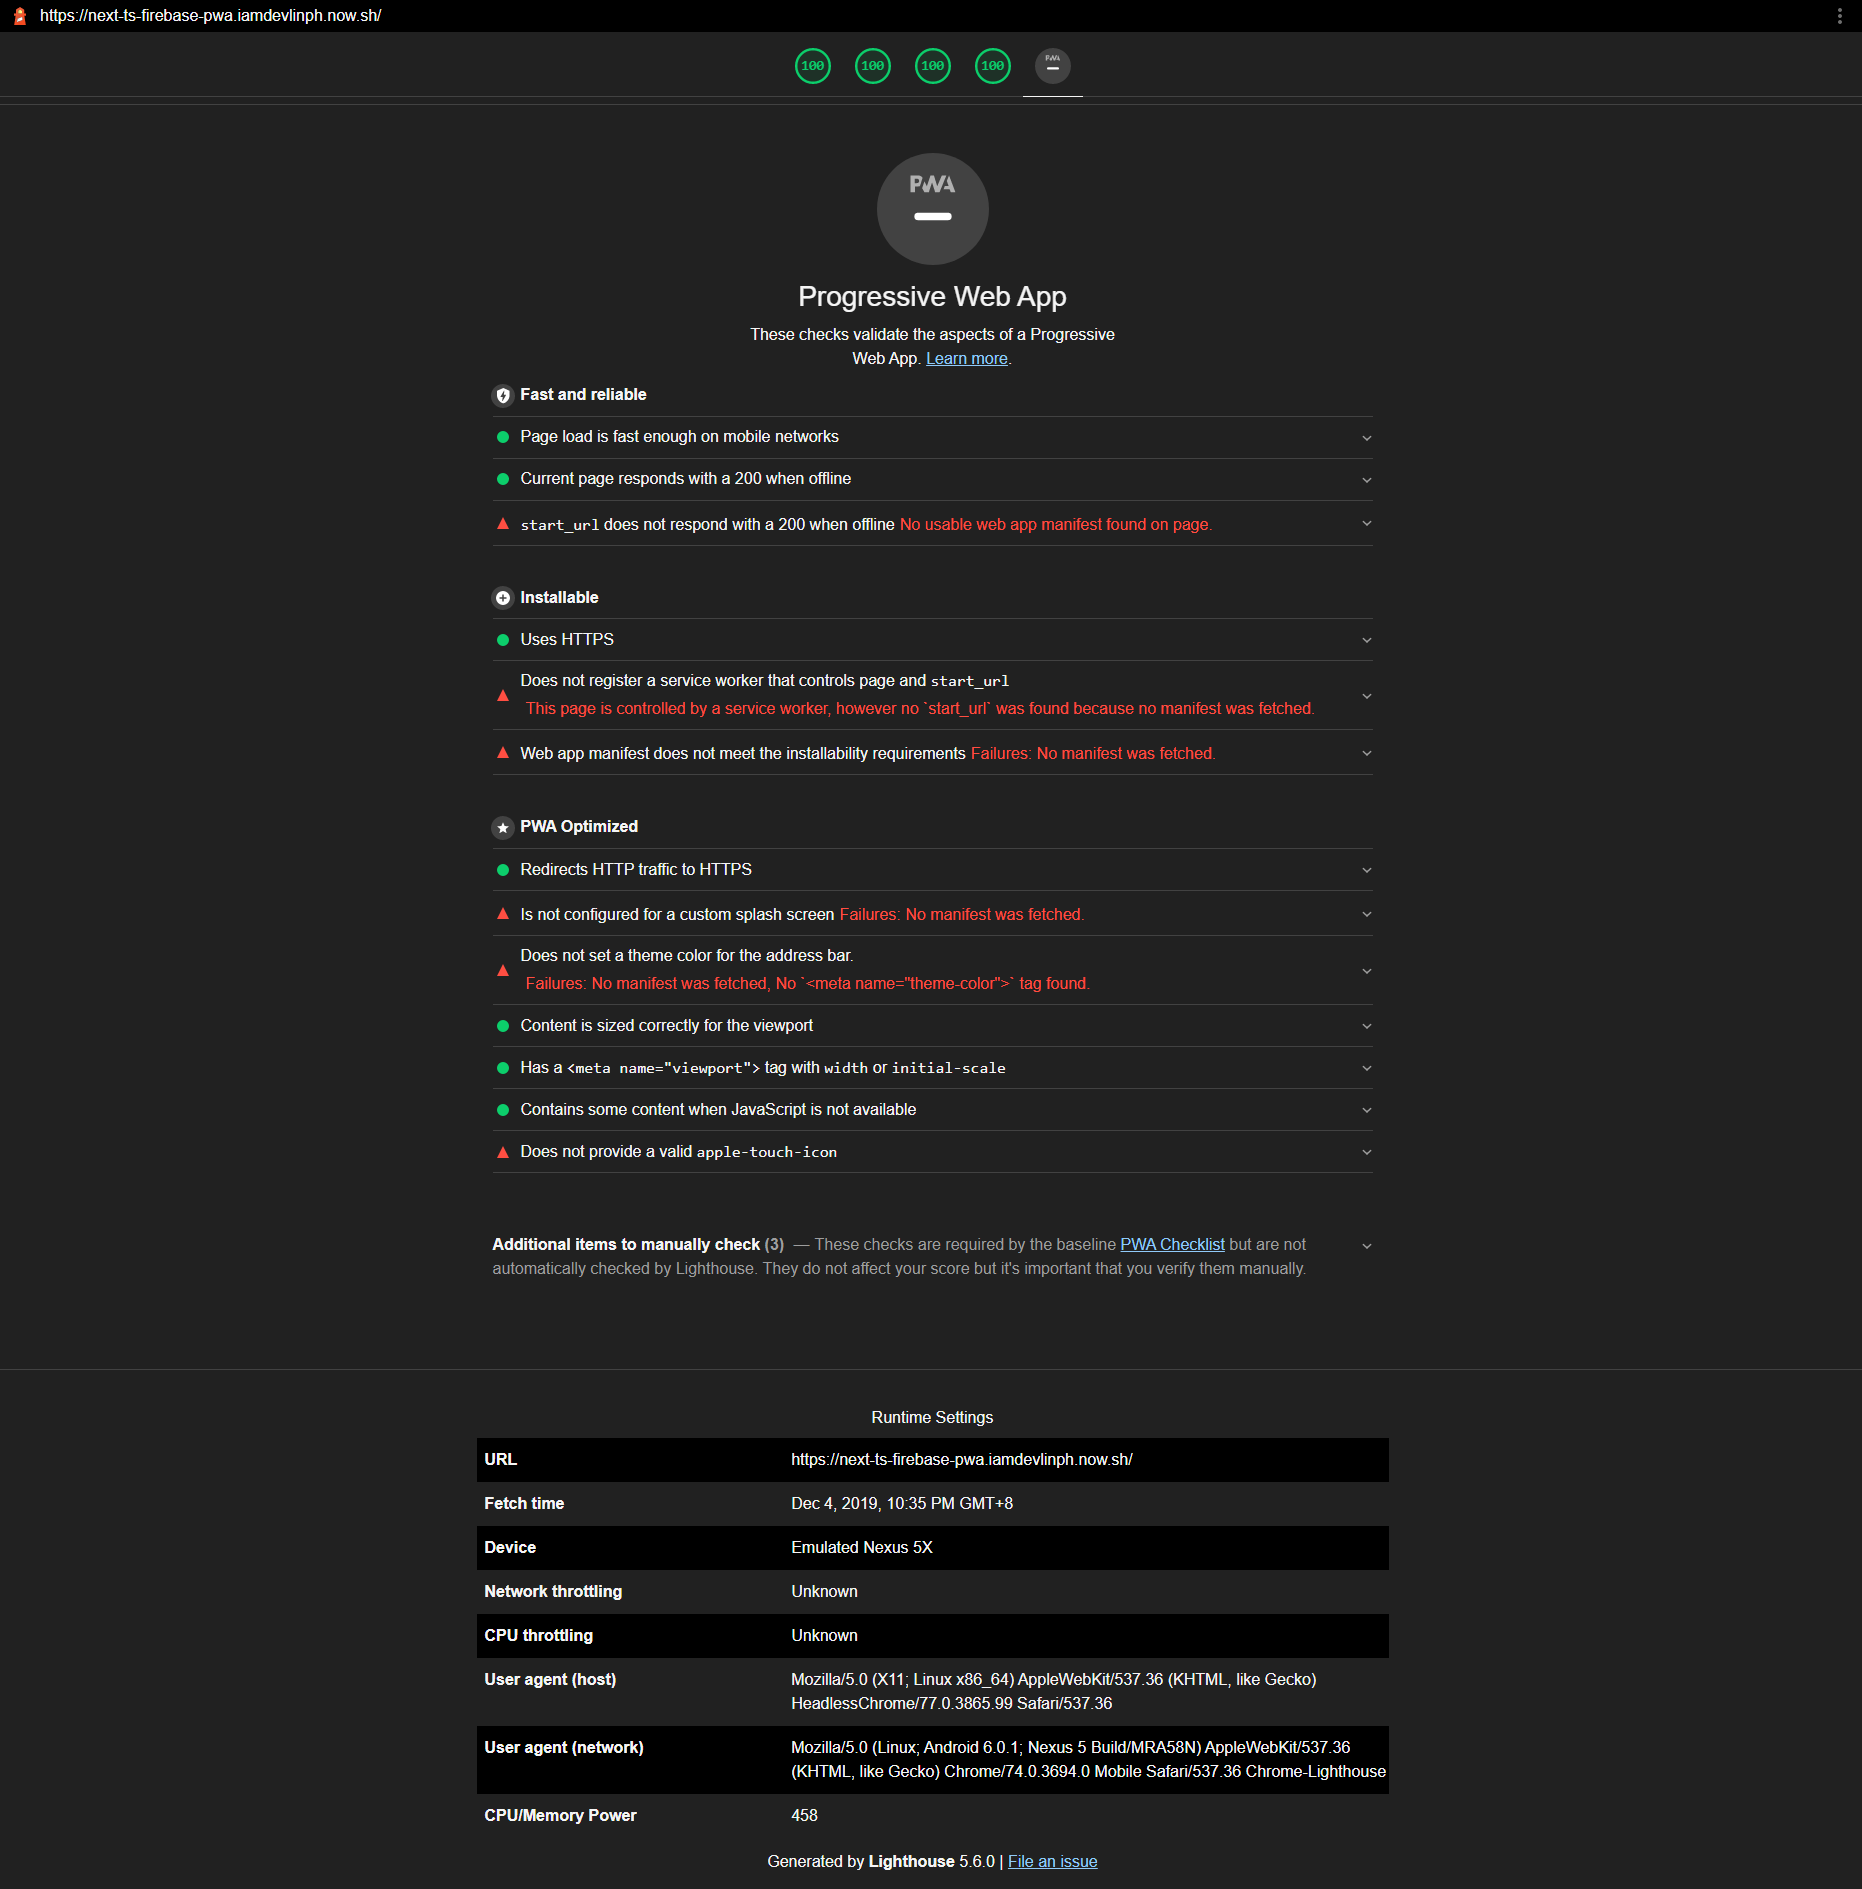 https://next-ts-firebase-pwa.iamdevlinph.now.sh/
100 100 100 100 PWA
PWA
Progressive Web App
These checks validate the aspects of a Progressive
Web App. Learn more.
Fast and reliable
Page load is fast enough on mobile networks
Current page responds with a 200 when offline
start_url does not respond with a 200 when offline No usable web app manifest found on page.
Installable
Uses HTTPS
Does not register a service worker that controls page and start_url
This page is controlled by a service worker, however no `start_url` was found because no manifest was fetched.
Web app manifest does not meet the installability requirements Failures: No manifest was fetched.
PWA Optimized
Redirects HTTP traffic to HTTPS
Is not configured for a custom splash screen Failures: No manifest was fetched.
Does not set a theme color for the address bar.
Failures: No manifest was fetched, No `<meta name="theme-color">` tag found.
Content is sized correctly for the viewport
Has a <meta name="viewport"> tag with width or initial-scale
Contains some content when JavaScript is not available
Does not provide a valid apple-touch-icon
Additional items to manually check (3) — These checks are required by the baseline PWA Checklist but are not
automatically checked by Lighthouse. They do not affect your score but it's important that you verify them manually.
Runtime Settings
URL https://next-ts-firebase-pwa.iamdevlinph.now.sh/
Fetch time Dec 4, 2019, 10:35 PM GMT+8
Device Emulated Nexus 5X
Network throttling Unknown
CPU throttling Unknown
User agent (host) Mozilla/5.0 (X11; Linux x86_64) AppleWebKit/537.36 (KHTML, like Gecko)
HeadlessChrome/77.0.3865.99 Safari/537.36
User agent (network) Mozilla/5.0 (Linux; Android 6.0.1; Nexus 5 Build/MRA58N) AppleWebKit/537.36
(KHTML, like Gecko) Chrome/74.0.3694.0 Mobile Safari/537.36 Chrome-Lighthouse
CPU/Memory Power 458
Generated by Lighthouse 5.6.0 | File an issue